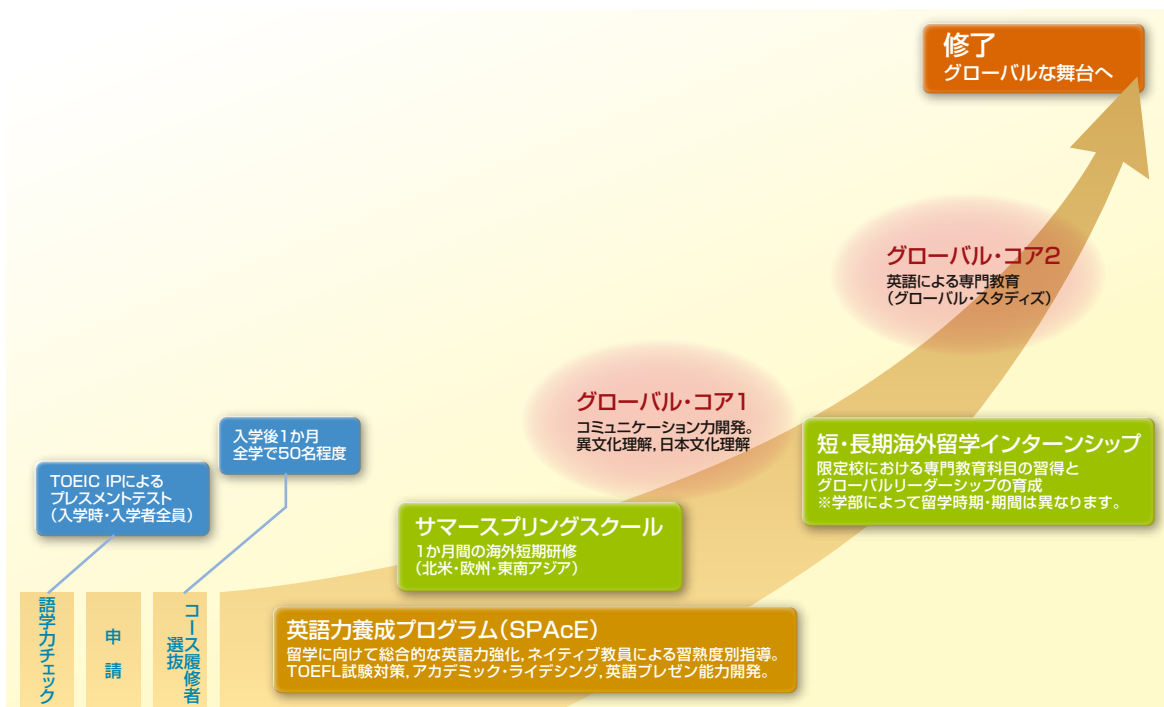 修了
グローバルな舞台へ
グローバル・コア2
英語による専門教育
（グローバル・スタディズ）
グローバル・コア1
コミュニケーション力開発。
異文化理解,日本文化理解
入学後1か月
全学で50名程度
TOEIC IPによる
プレスメントテスト
（入学時・入学者全員）
短・長期海外留学インターンシップ
限定校における専門教育科目の習得と
グローバルリーダーシップの育成
※学部によって留学時期・期間は異なります。
サマースプリングスクール
1か月間の海外短期研修
（北米・欧州・東南アジア）
語学力チェック
申請
コース履修者
選抜
英語力養成プログラム（SPAcE）
留学に向けて総合的な英語力強化,ネイティブ教員による習熟度別指導。
TOEFL試験対策,アカデミック・ライデシング,英語プレゼン能力開発。